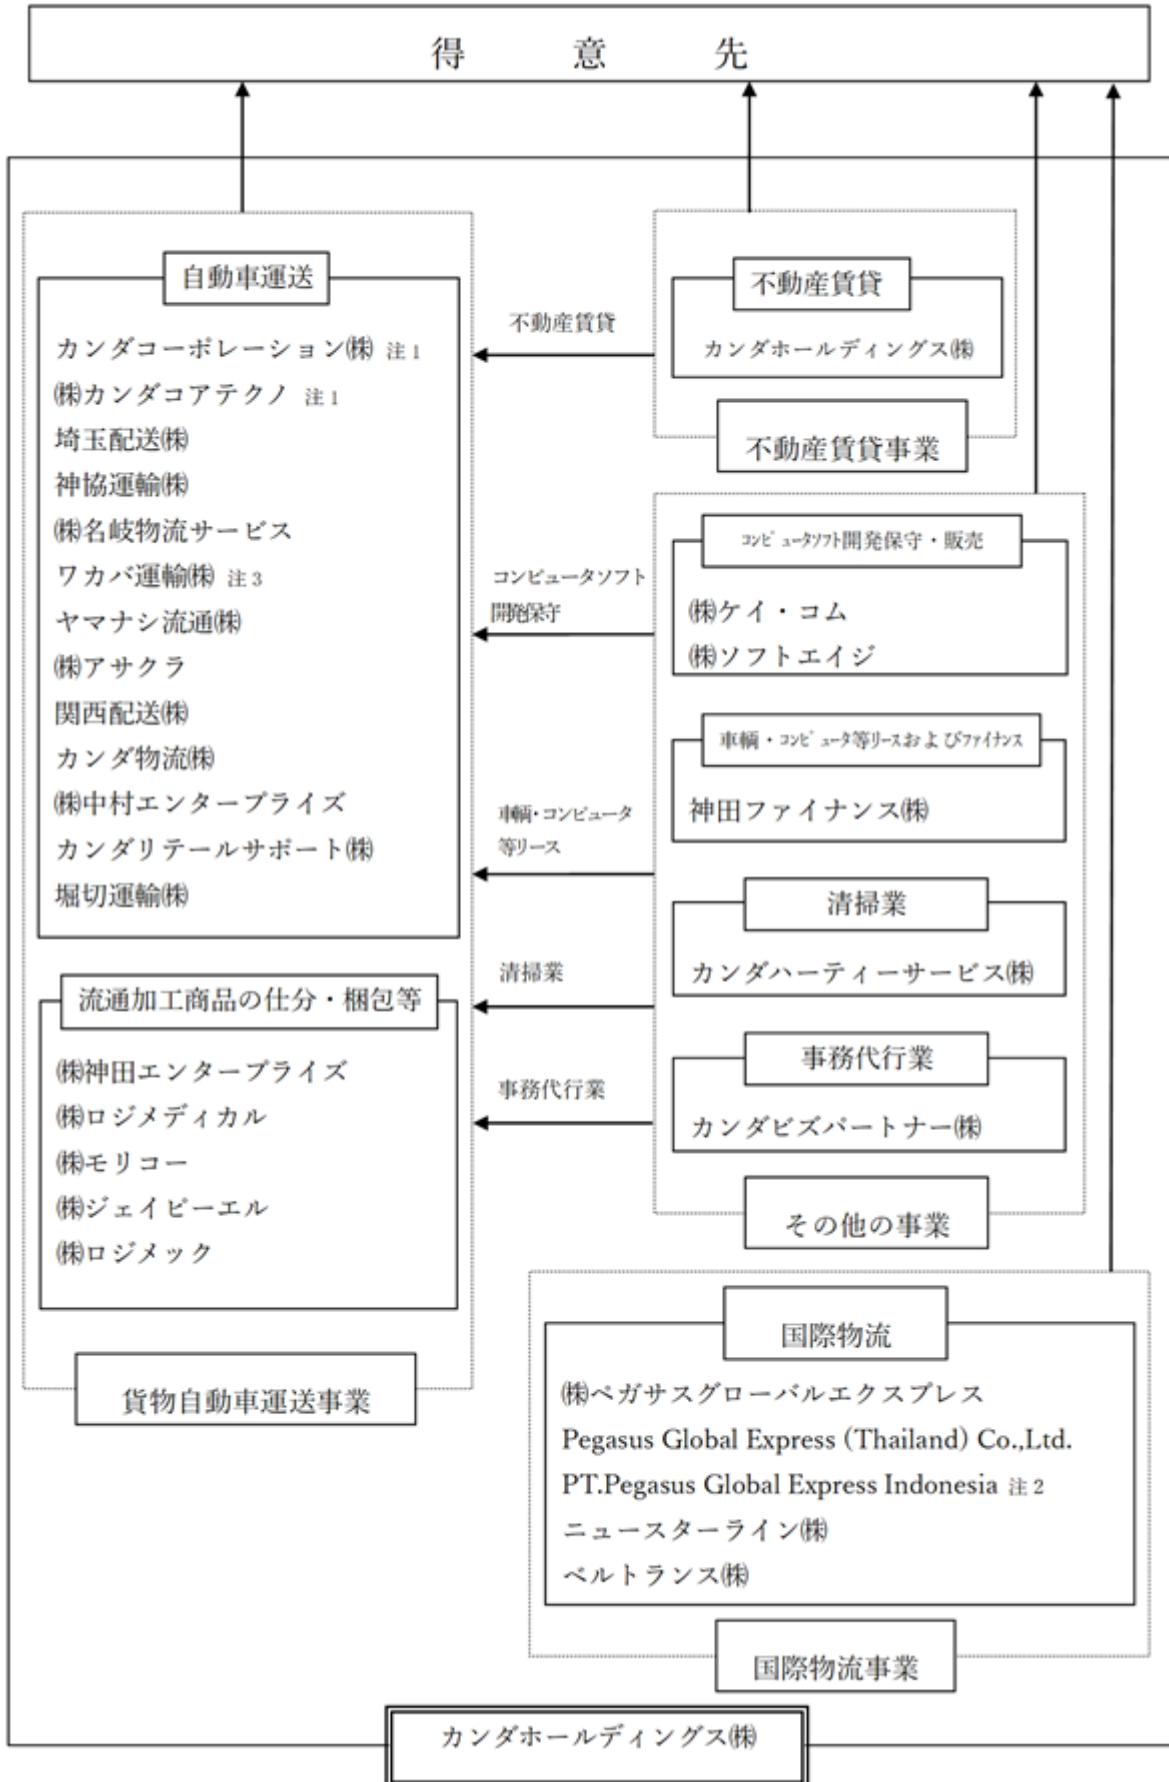 得意先
自動車運送
カンダコーポレーション㈱ 注1
㈱カンダコアテクノ 注1
埼玉配送㈱
神協運輸㈱
㈱名岐物流サービス
ワカバ運輸㈱ 注3
ヤマナシ流通㈱
㈱アサクラ
関西配送㈱
カンダ物流㈱
㈱中村エンタープライズ
カンダリテールサポート㈱
堀切運輸㈱
流通加工商品の仕分・梱包等
㈱神田エンタープライズ
㈱ロジメディカル
㈱モリコー
㈱ジェイピーエル
㈱ロジメック
貨物自動車運送事業
不動産賃貸
コンピュータソフト
開発保守
車輌・コンピュータ
等リース
清掃業
事務代行業
不動産賃貸
カンダホールディングス㈱
不動産賃貸事業
コンピュータソフト開発保守・販売
㈱ケイ・コム
㈱ソフトエイジ
車輌・コンピュータ等リースおよびファイナンス
神田ファイナンス㈱
清掃業
カンダハーティーサービス㈱
事務代行業
カンダビズパートナー㈱
その他の事業
国際物流
㈱ペガサスグローバルエクスプレス
Pegasus Global Express (Thailand) Co.,Ltd.
PT.Pegasus Global Express Indonesia 注2
ニュースターライン㈱
ベルトランス㈱
国際物流事業
カンダホールディングス㈱